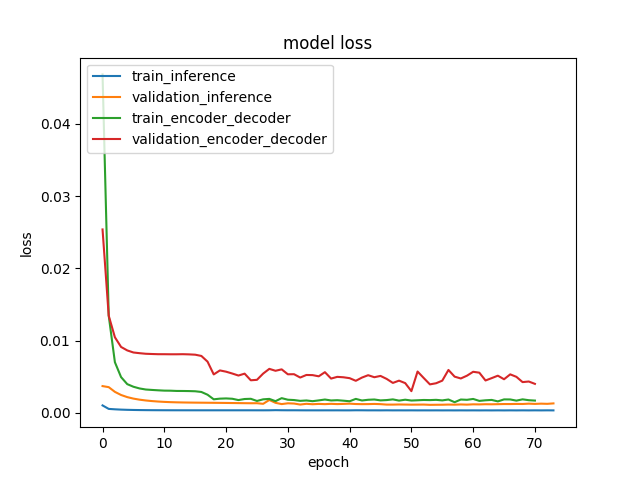 model loss
train_inference
validation_inference
train_encoder_decoder
validation_encoder_decoder
0.04
0.03
0.02
0.01
0.00
loss
0 10 20 30 40 50 60 70
epoch